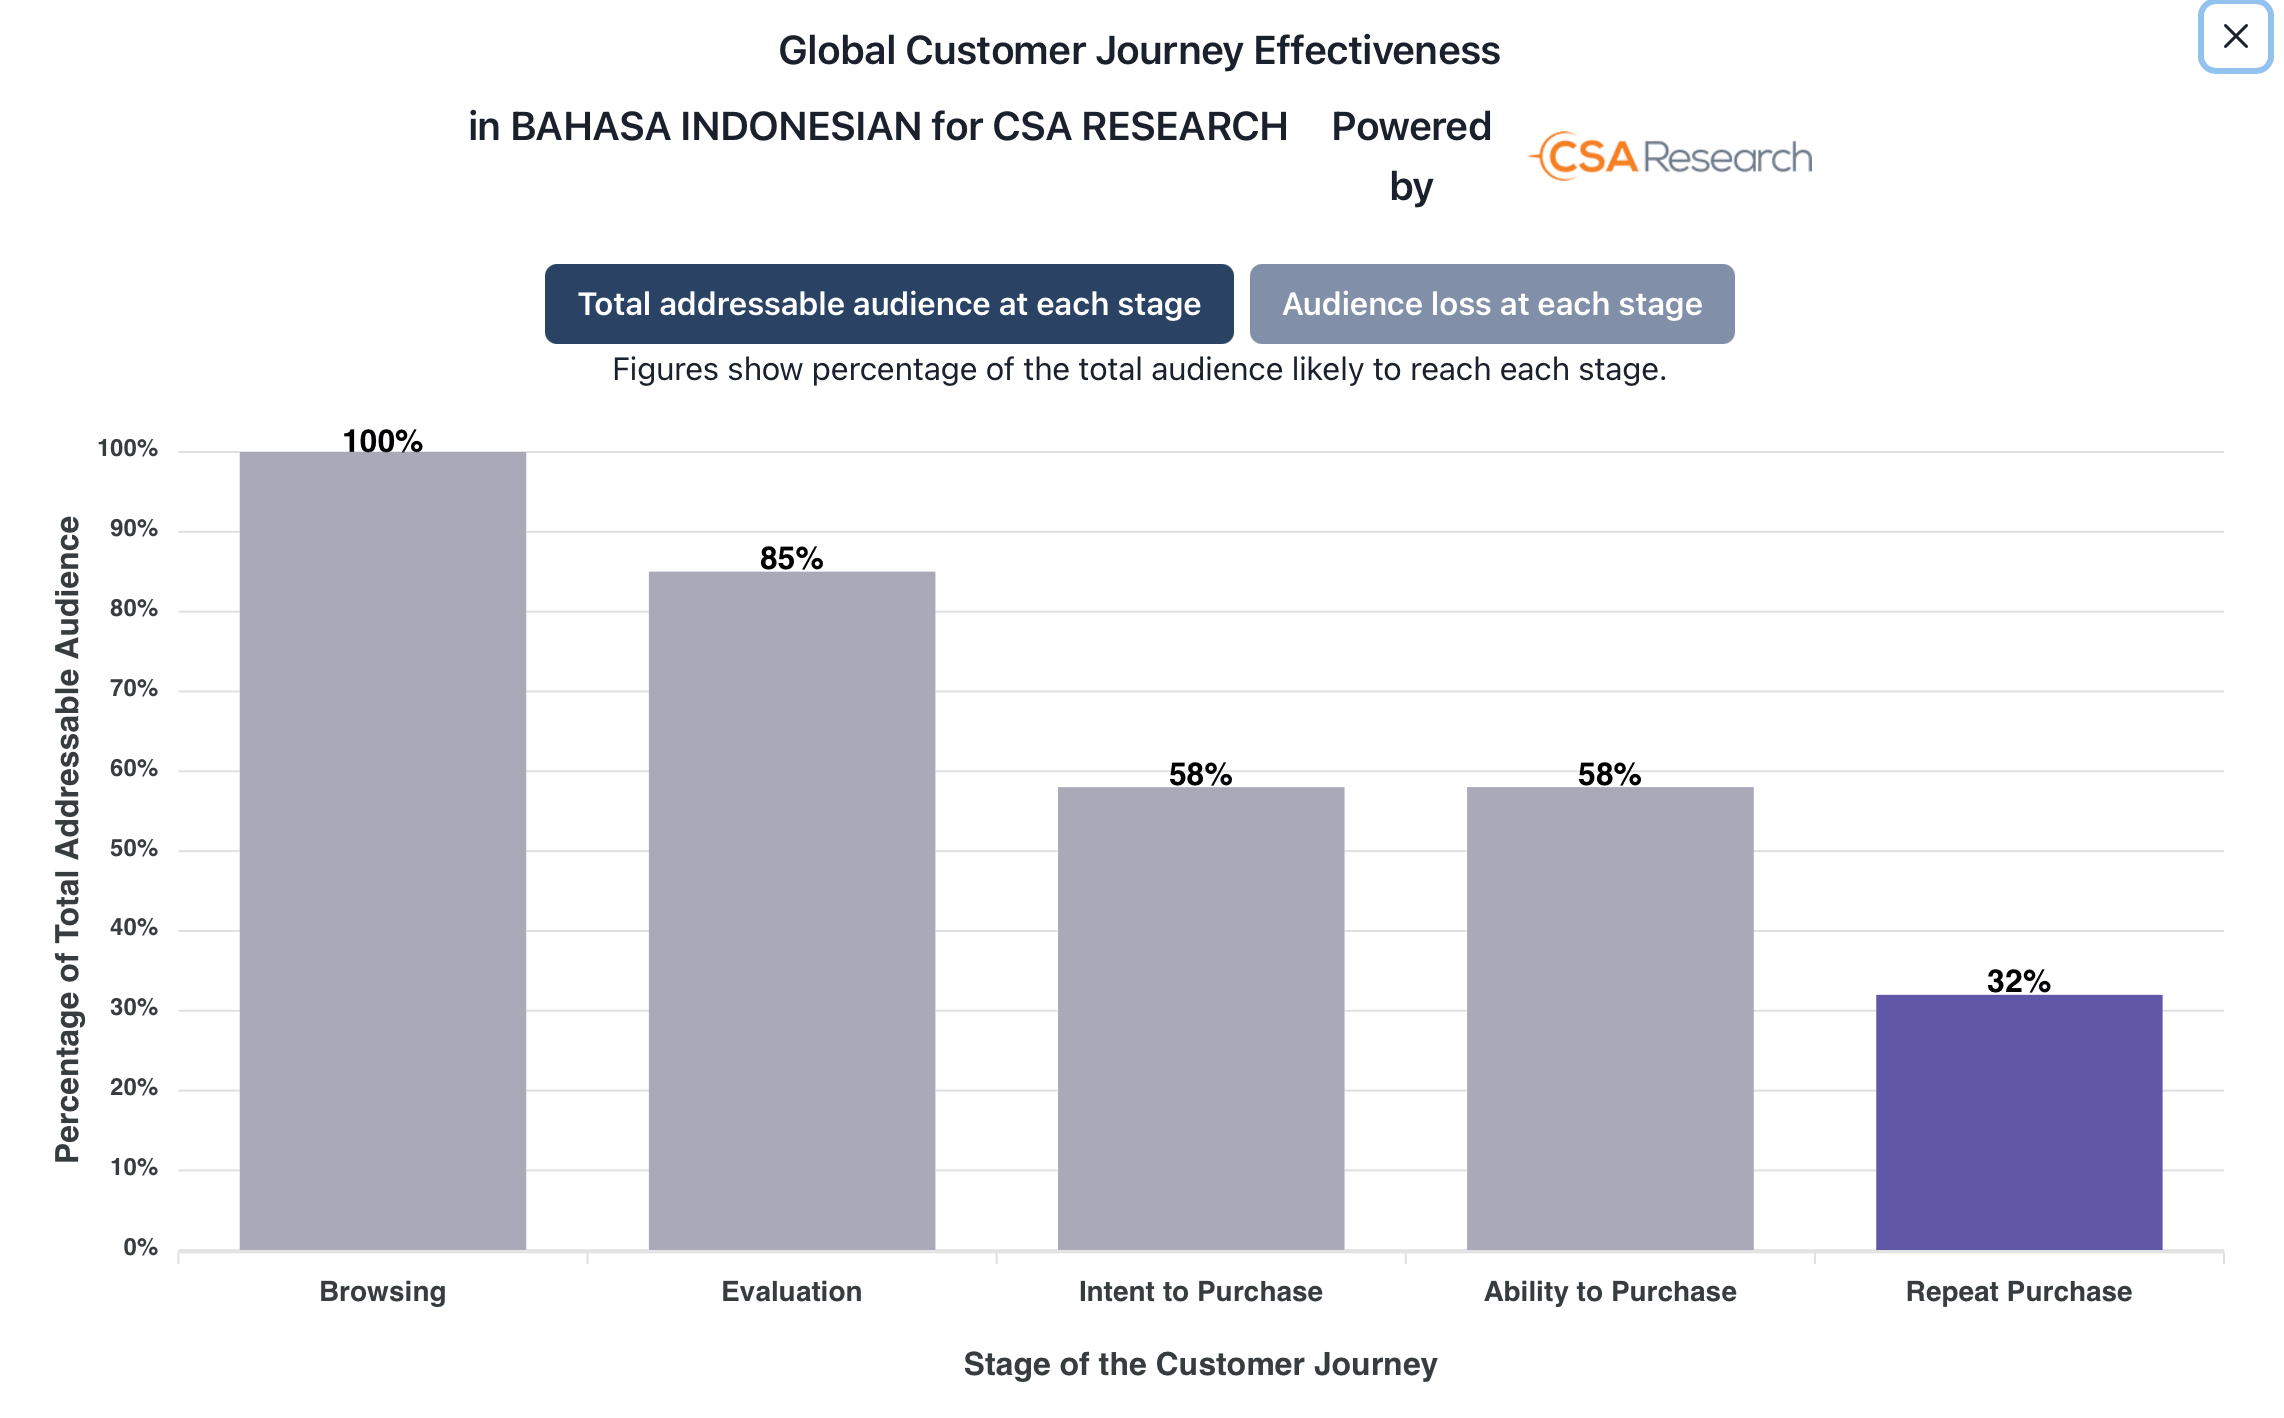 Global Customer Journey Effectiveness
in BAHASA INDONESIAN for CSA RESEARCH
Powered
by
CSA Research
Total addressable audience at each stage
Audience loss at each stage
Figures show percentage of the total audience likely to reach each stage.
Percentage of Total Addressable Audience
100%
90%
80%
70%
60%
50%
40%
30%
20%
10%
0%
100%
85%
58%
58%
32%
Browsing
Evaluation
Intent to Purchase
Ability to Purchase
Repeat Purchase
Stage of the Customer Journey